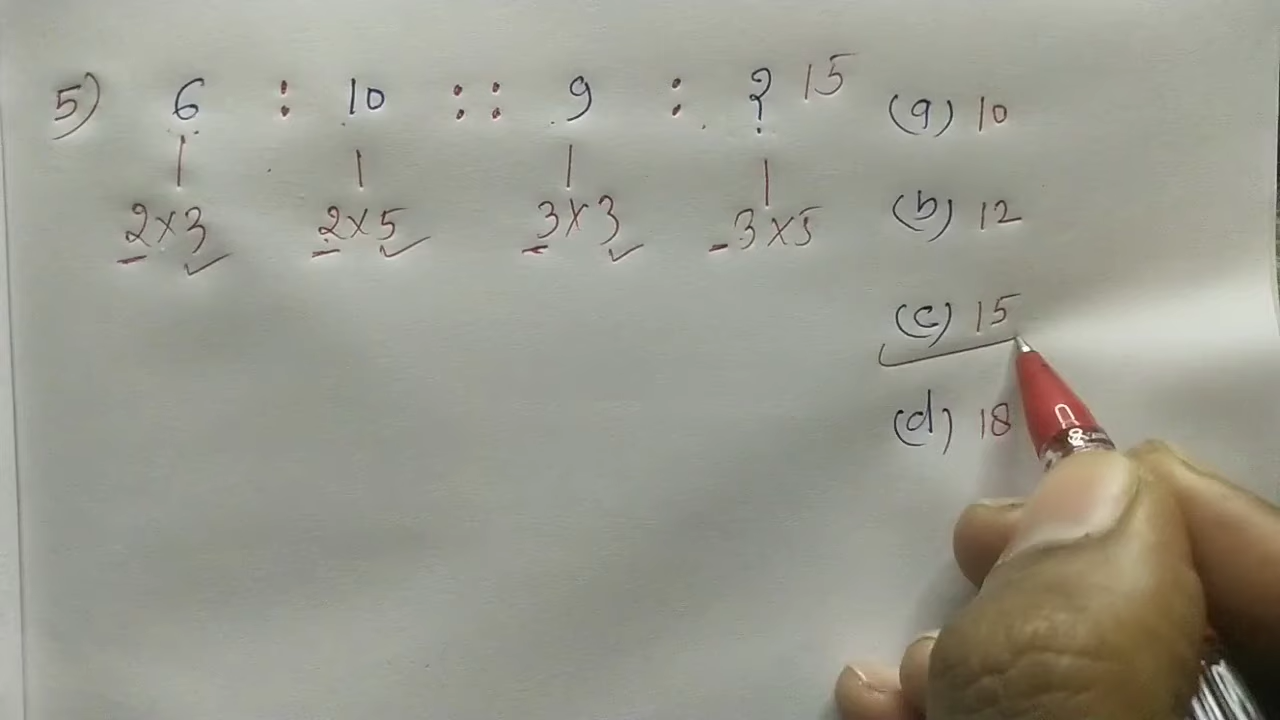 5) 6 : 10 :: 9 : ? 15
2×3 2×5 3×3 3×5
(a) 10
(b) 12
(c) 15
(d) 18